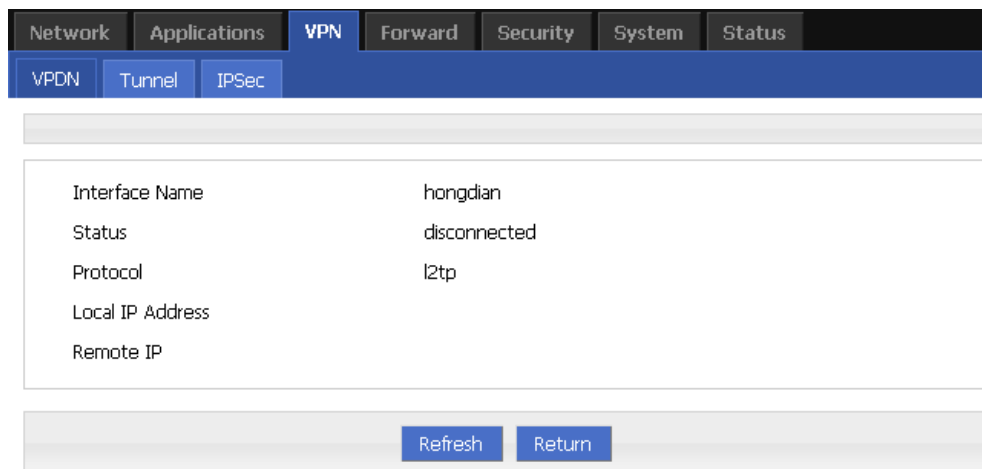 Network Applications VPN Forward Security System Status
VPDN Tunnel IPSec
Interface Name hongdian
Status disconnected
Protocol l2tp
Local IP Address
Remote IP
Refresh Return